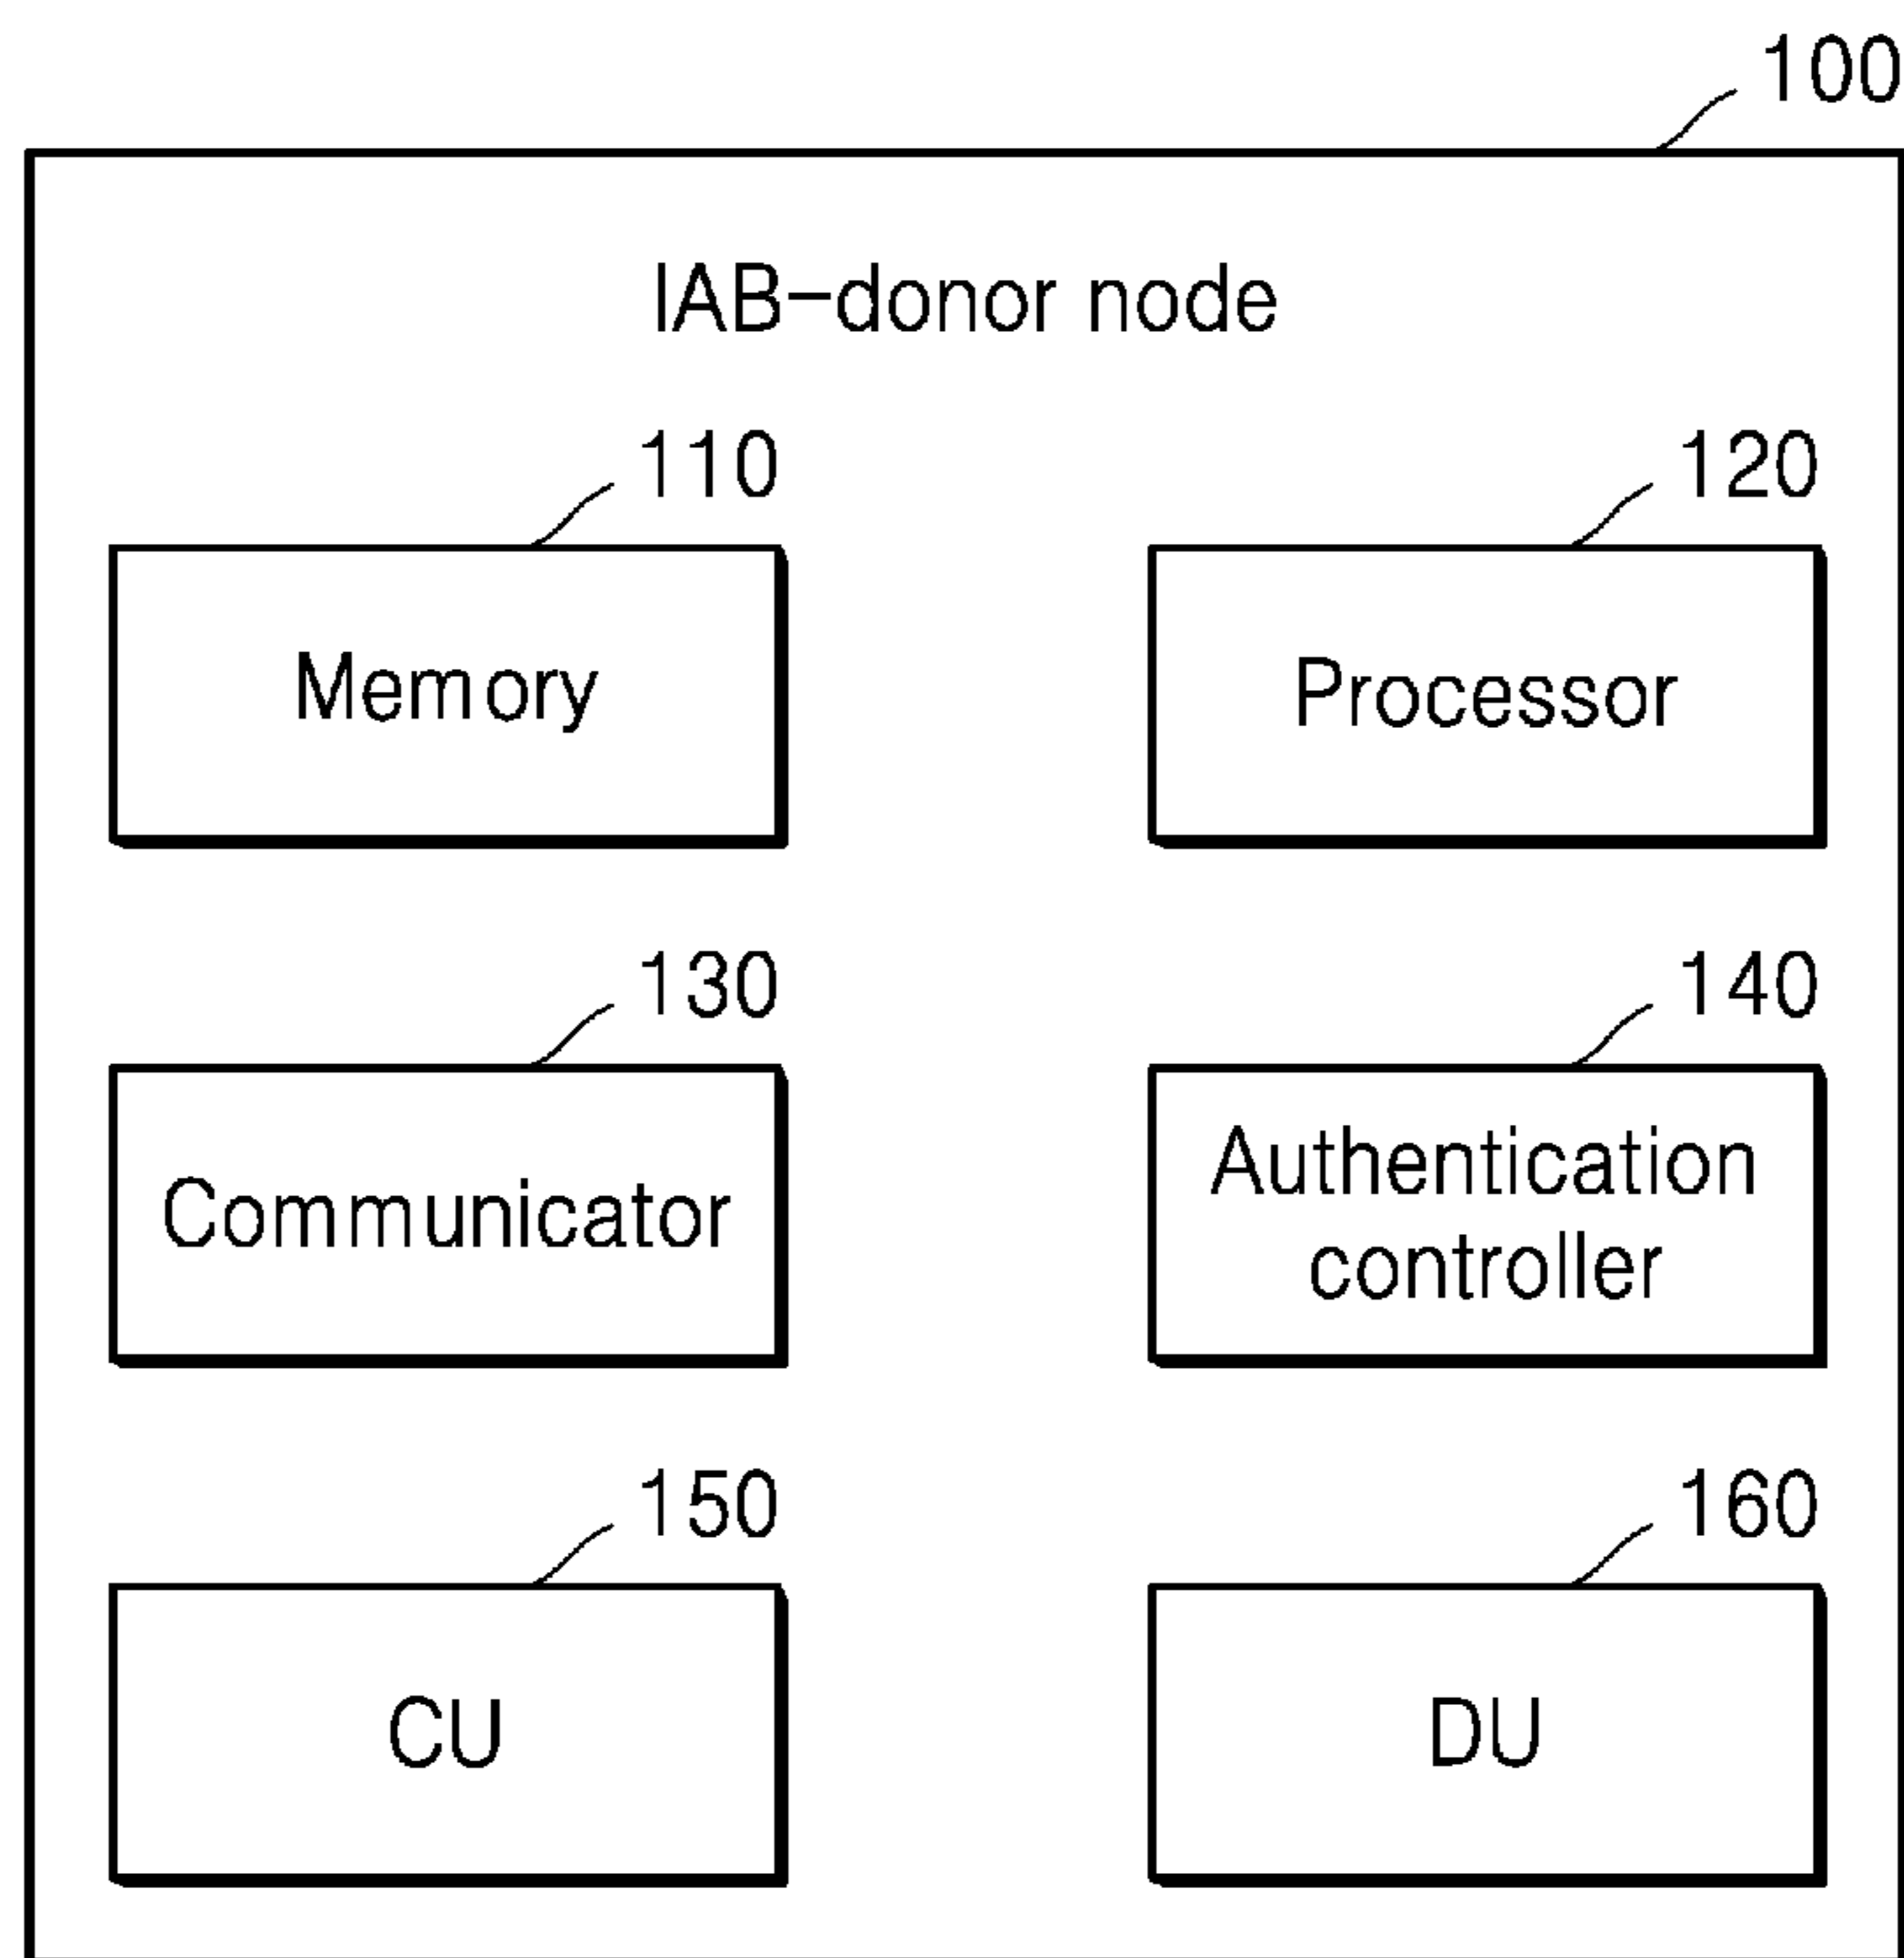 100
IAB-donor node
110
120
Memory
Processor
130
140
Communicator
Authentication
controller
150
160
CU
DU